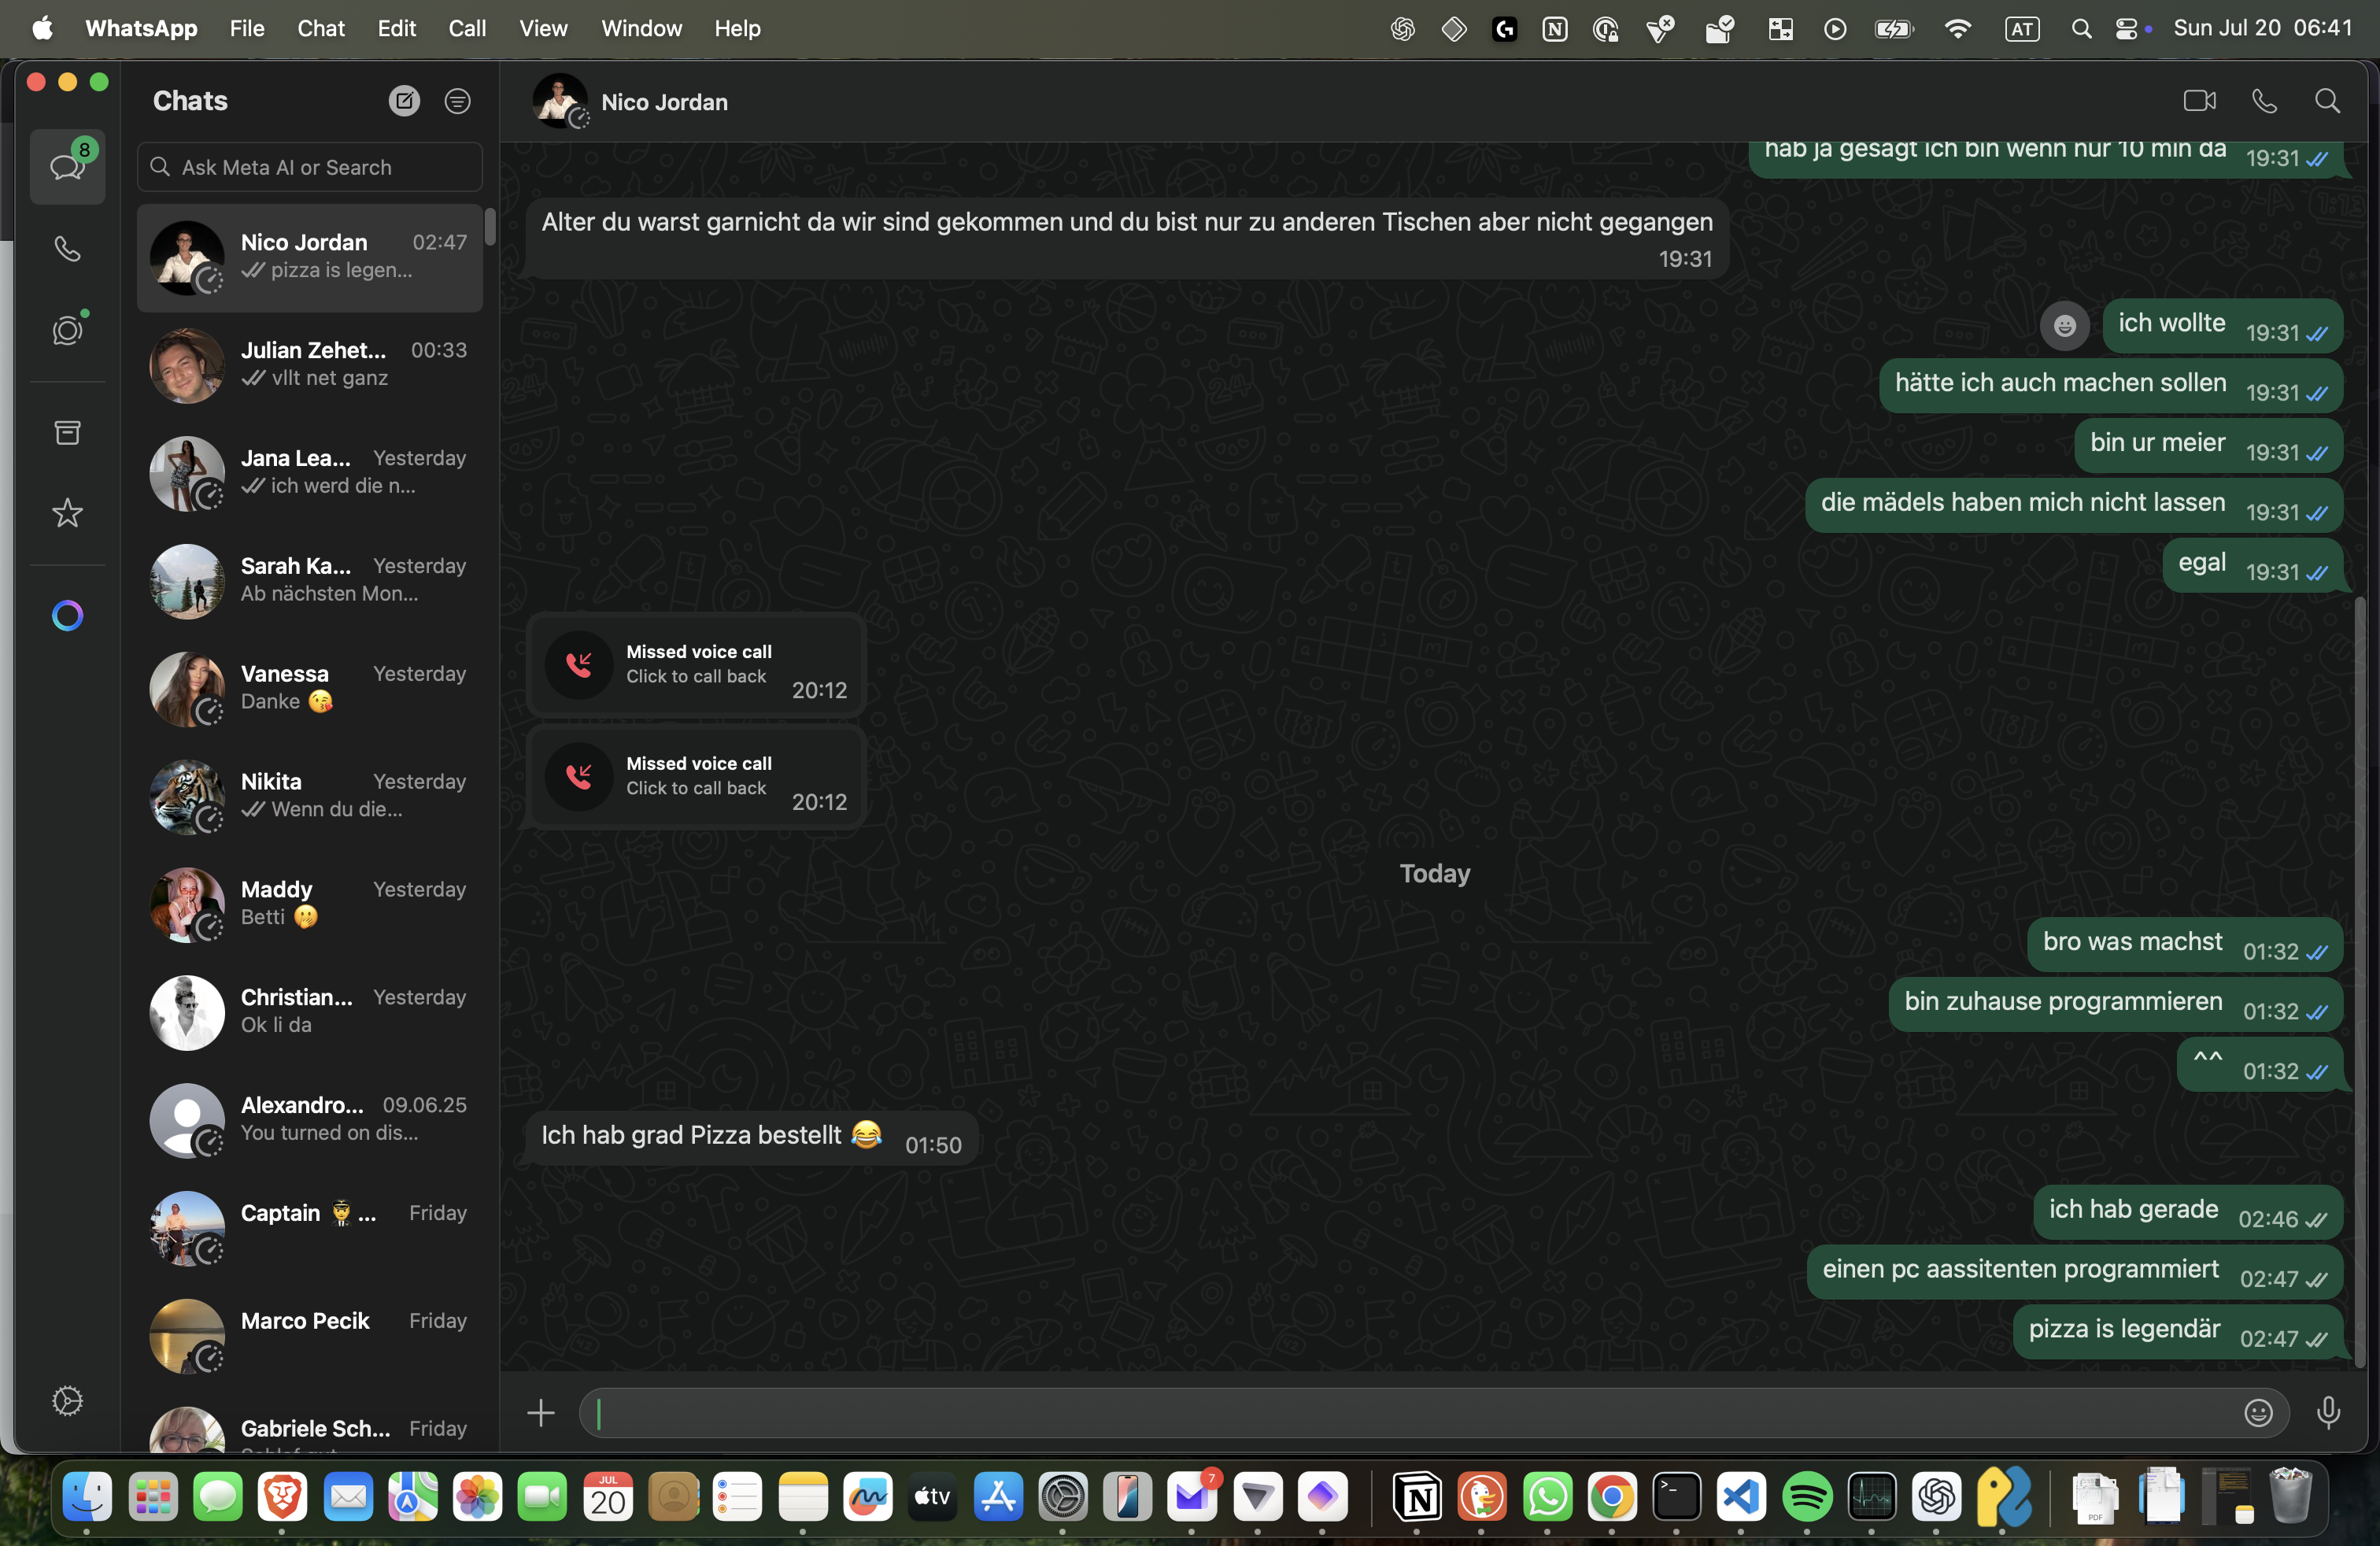 WhatsApp File Chat Edit Call View Window Help
AT Sun Jul 20 06:41
8
Chats
Ask Meta AI or Search
Nico Jordan 02:47
pizza is legen...
Julian Zehet... 00:33
vllt net ganz
Jana Lea... Yesterday
ich werd die n...
Sarah Ka... Yesterday
Ab nächsten Mon...
Vanessa Yesterday
Danke 😘
Nikita Yesterday
Wenn du die...
Maddy Yesterday
Betti 🤭
Christian... Yesterday
Ok li da
Alexandro... 09.06.25
You turned on dis...
Captain 👨‍✈️ ... Friday
Marco Pecik Friday
Gabriele Sch... Friday
Nico Jordan
hab ja gesagt ich bin wenn nur 10 min da 19:31
Alter du warst garnicht da wir sind gekommen und du bist nur zu anderen Tischen aber nicht gegangen
19:31
ich wollte 19:31
hätte ich auch machen sollen 19:31
bin ur meier 19:31
die mädels haben mich nicht lassen 19:31
egal 19:31
Missed voice call
Click to call back 20:12
Missed voice call
Click to call back 20:12
Today
bro was machst 01:32
bin zuhause programmieren 01:32
^^ 01:32
Ich hab grad Pizza bestellt 😂 01:50
ich hab gerade 02:46
einen pc aassitenten programmiert 02:47
pizza is legendär 02:47
JUL
20
tv
7
PDF